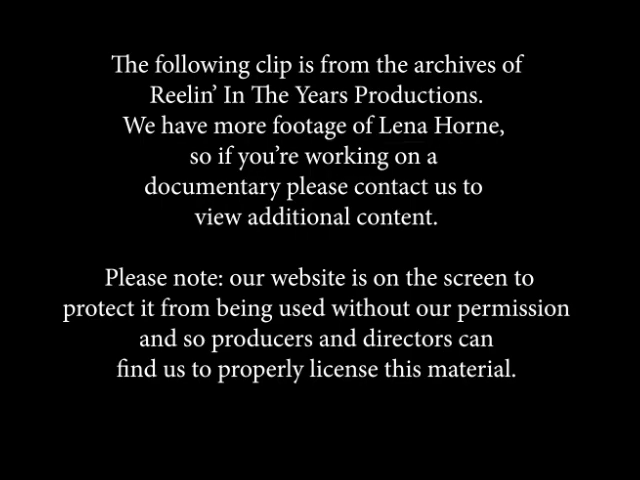 The following clip is from the archives of
Reelin’ In The Years Productions.
We have more footage of Lena Horne,
so if you’re working on a
documentary please contact us to
view additional content.
Please note: our website is on the screen to
protect it from being used without our permission
and so producers and directors can
find us to properly license this material.